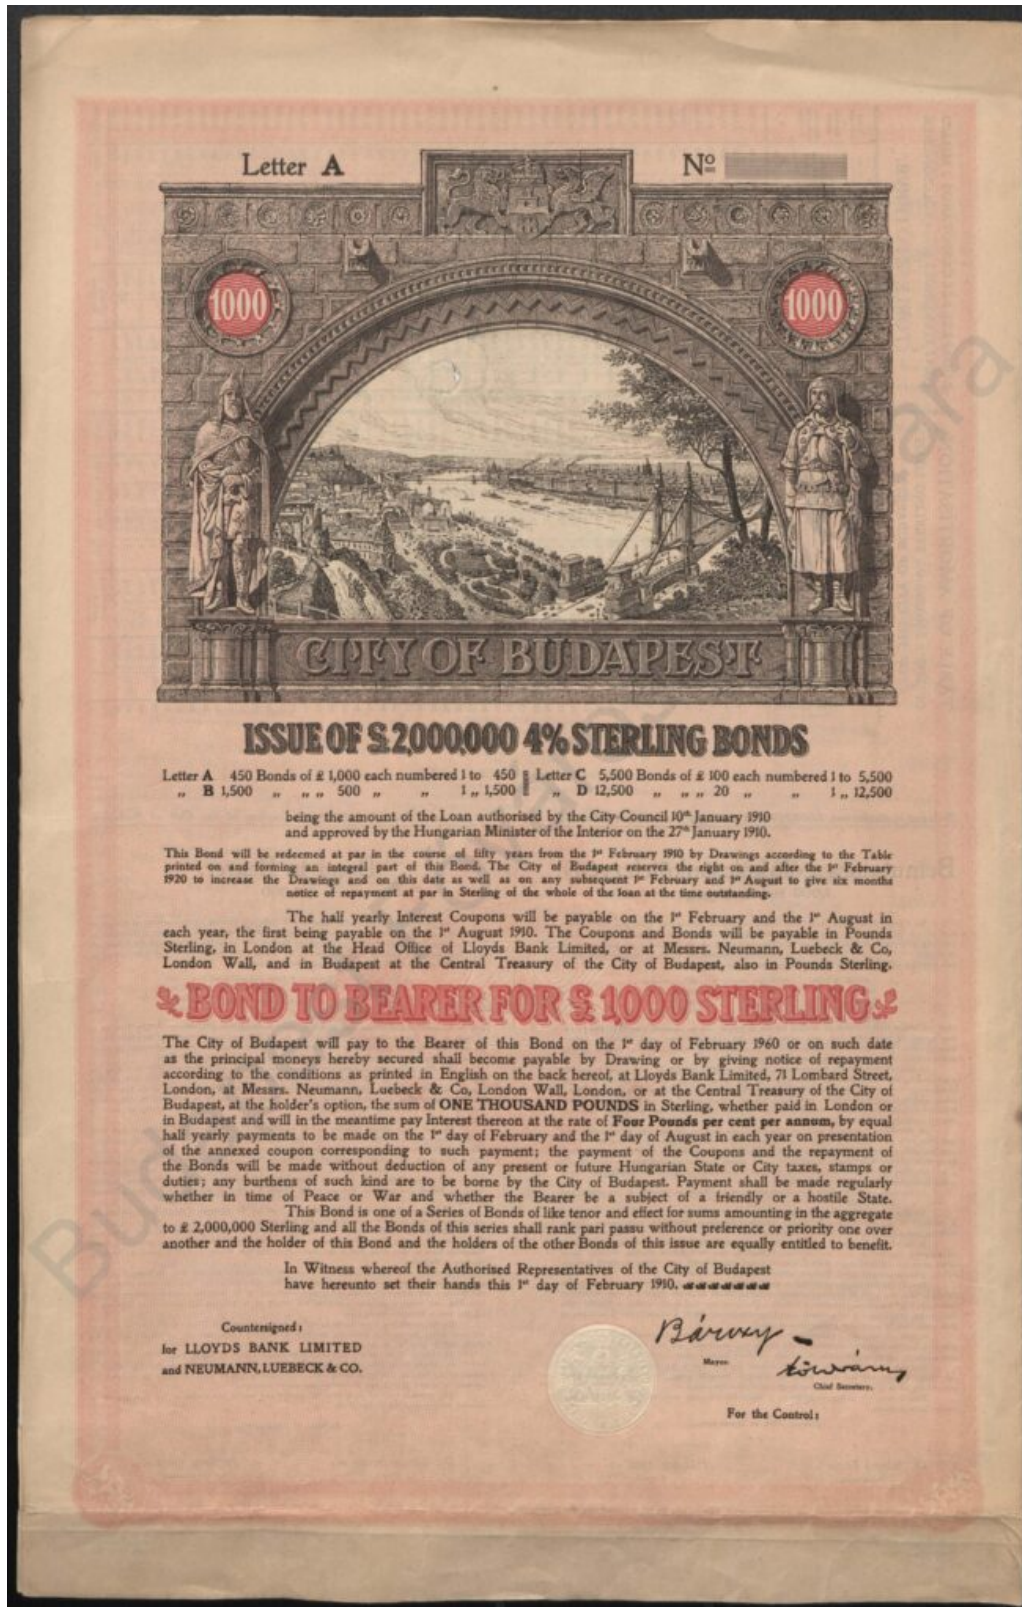 Letter A
Nº
1000
1000
CITY OF BUDAPEST
ISSUE OF £ 2,000,000 4% STERLING BONDS
Letter A 450 Bonds of £ 1,000 each numbered 1 to 450 Letter C 5,500 Bonds of £ 100 each numbered 1 to 5,500
„ B 1,500 „ „ „ 500 „ „ 1 „ 1,500 „ D 12,500 „ „ „ 20 „ „ 1 „ 12,500
being the amount of the Loan authorised by the City Council 10th January 1910
and approved by the Hungarian Minister of the Interior on the 27th January 1910.
This Bond will be redeemed at par in the course of fifty years from the 1st February 1910 by Drawings according to the Table
printed on and forming an integral part of this Bond. The City of Budapest reserves the right on and after the 1st February
1920 to increase the Drawings and on this date as well as on any subsequent 1st February and 1st August to give six months
notice of repayment at par in Sterling of the whole of the loan at the time outstanding.
The half yearly Interest Coupons will be payable on the 1st February and the 1st August in
each year, the first being payable on the 1st August 1910. The Coupons and Bonds will be payable in Pounds
Sterling, in London at the Head Office of Lloyds Bank Limited, or at Messrs. Neumann, Luebeck & Co,
London Wall, and in Budapest at the Central Treasury of the City of Budapest, also in Pounds Sterling.
BOND TO BEARER FOR £ 1,000 STERLING
The City of Budapest will pay to the Bearer of this Bond on the 1st day of February 1960 or on such date
as the principal moneys hereby secured shall become payable by Drawing or by giving notice of repayment
according to the conditions as printed in English on the back hereof, at Lloyds Bank Limited, 71 Lombard Street,
London, at Messrs. Neumann, Luebeck & Co, London Wall, London, or at the Central Treasury of the City of
Budapest, at the holder's option, the sum of ONE THOUSAND POUNDS in Sterling, whether paid in London or
in Budapest and will in the meantime pay Interest thereon at the rate of Four Pounds per cent per annum, by equal
half yearly payments to be made on the 1st day of February and the 1st day of August in each year on presentation
of the annexed coupon corresponding to such payment; the payment of the Coupons and the repayment of
the Bonds will be made without deduction of any present or future Hungarian State or City taxes, stamps or
duties; any burthens of such kind are to be borne by the City of Budapest. Payment shall be made regularly
whether in time of Peace or War and whether the Bearer be a subject of a friendly or a hostile State.
This Bond is one of a Series of Bonds of like tenor and effect for sums amounting in the aggregate
to £ 2,000,000 Sterling and all the Bonds of this series shall rank pari passu without preference or priority one over
another and the holder of this Bond and the holders of the other Bonds of this issue are equally entitled to benefit.
In Witness whereof the Authorised Representatives of the City of Budapest
have hereunto set their hands this 1st day of February 1910.
Countersigned:
for LLOYDS BANK LIMITED
and NEUMANN, LUEBECK & CO.
Bárczy
Mayor.
Chief Secretary.
For the Control: